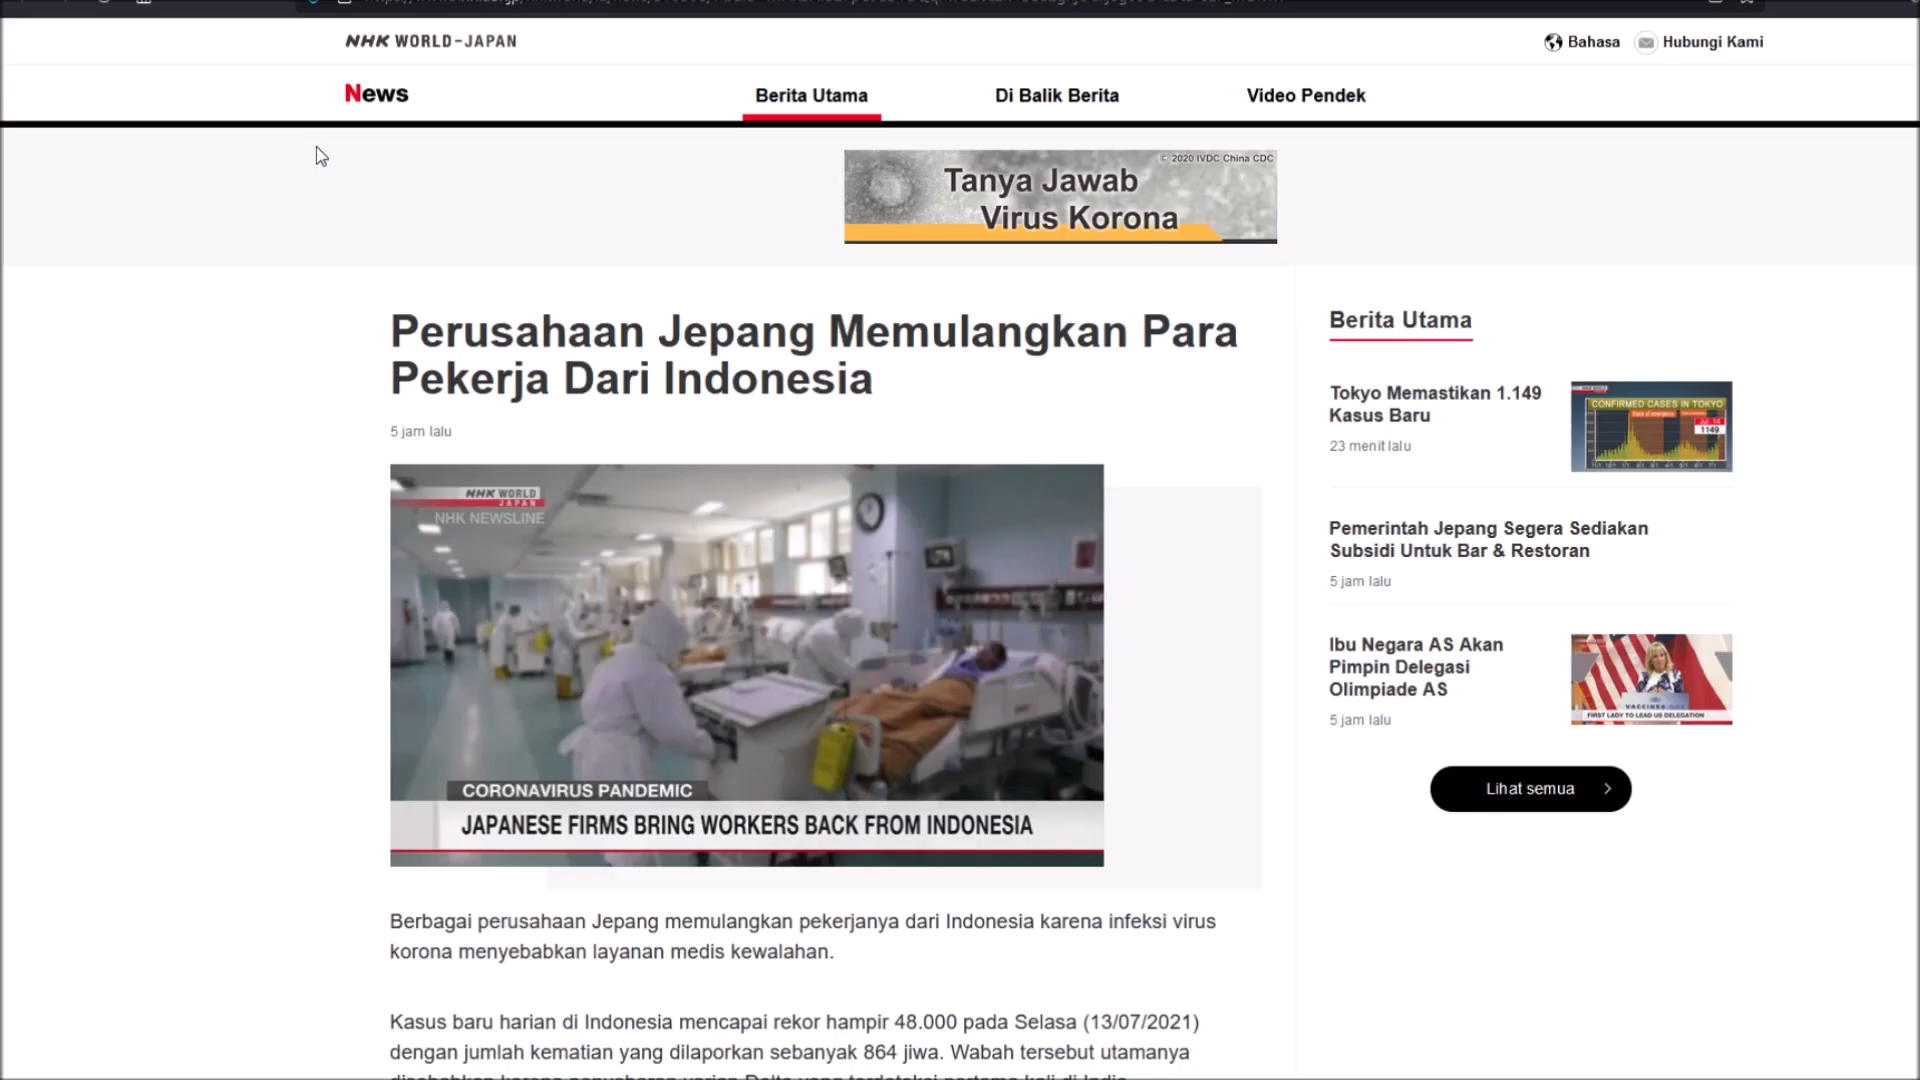 NHK WORLD-JAPAN
Bahasa
Hubungi Kami
News
Berita Utama
Di Balik Berita
Video Pendek
© 2020 IVDC China CDC
Tanya Jawab
Virus Korona
Perusahaan Jepang Memulangkan Para
Pekerja Dari Indonesia
5 jam lalu
NHK WORLD
JAPAN
NHK NEWSLINE
CORONAVIRUS PANDEMIC
JAPANESE FIRMS BRING WORKERS BACK FROM INDONESIA
Berbagai perusahaan Jepang memulangkan pekerjanya dari Indonesia karena infeksi virus
korona menyebabkan layanan medis kewalahan.
Kasus baru harian di Indonesia mencapai rekor hampir 48.000 pada Selasa (13/07/2021)
dengan jumlah kematian yang dilaporkan sebanyak 864 jiwa. Wabah tersebut utamanya
Berita Utama
Tokyo Memastikan 1.149
Kasus Baru
23 menit lalu
CONFIRMED CASES IN TOKYO
Jul. 14
1149
Pemerintah Jepang Segera Sediakan
Subsidi Untuk Bar & Restoran
5 jam lalu
Ibu Negara AS Akan
Pimpin Delegasi
Olimpiade AS
5 jam lalu
VACCINES
FIRST LADY TO LEAD US DELEGATION
Lihat semua